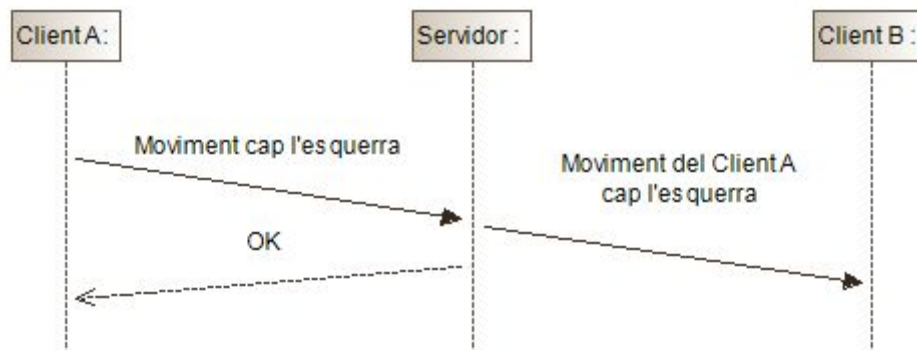 Client A:
Servidor :
Client B :
Moviment cap l'esquerra
Moviment del Client A
cap l'esquerra
OK